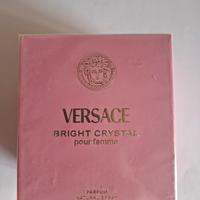 VERSACE
BRIGHT CRYSTAL
pour femme
PARFUM
NATURAL SPRAY